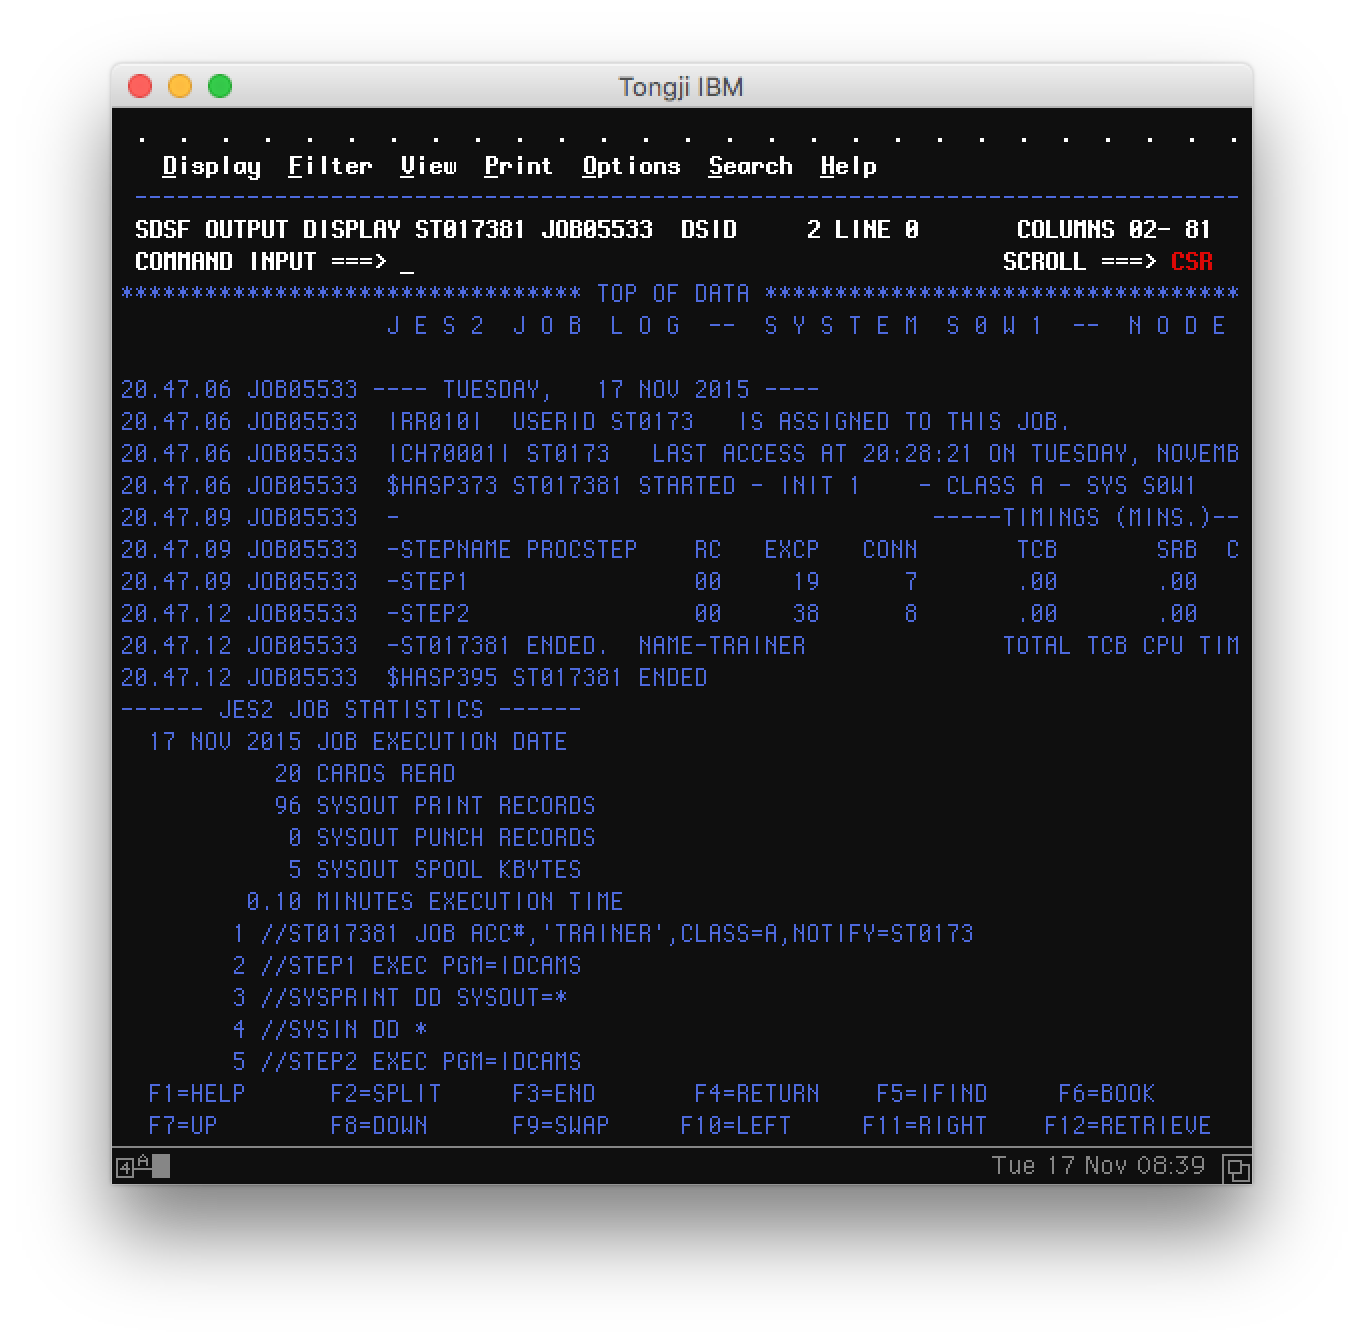 Tongji IBM
. . . . . . . . . . . . . . . . . . . . . . . . . . .
Display Filter View Print Options Search Help
--------------------------------------------------------------------------------
SDSF OUTPUT DISPLAY ST017381 JOB05533  DSID     2 LINE 0       COLUMNS 02- 81
COMMAND INPUT ===> _                                          SCROLL ===> CSR
********************************* TOP OF DATA **********************************
                   J E S 2  J O B  L O G  --  S Y S T E M  S 0 W 1  --  N O D E
20.47.06 JOB05533 ---- TUESDAY,   17 NOV 2015 ----
20.47.06 JOB05533  IRR010I  USERID ST0173   IS ASSIGNED TO THIS JOB.
20.47.06 JOB05533  ICH70001I ST0173   LAST ACCESS AT 20:28:21 ON TUESDAY, NOVEMB
20.47.06 JOB05533  $HASP373 ST017381 STARTED - INIT 1    - CLASS A - SYS S0W1
20.47.09 JOB05533  -                                      -----TIMINGS (MINS.)--
20.47.09 JOB05533  -STEPNAME PROCSTEP    RC   EXCP   CONN       TCB       SRB  C
20.47.09 JOB05533  -STEP1                00     19      7       .00       .00
20.47.12 JOB05533  -STEP2                00     38      8       .00       .00
20.47.12 JOB05533  -ST017381 ENDED.  NAME-TRAINER              TOTAL TCB CPU TIM
20.47.12 JOB05533  $HASP395 ST017381 ENDED
------ JES2 JOB STATISTICS ------
  17 NOV 2015 JOB EXECUTION DATE
           20 CARDS READ
           96 SYSOUT PRINT RECORDS
            0 SYSOUT PUNCH RECORDS
            5 SYSOUT SPOOL KBYTES
         0.10 MINUTES EXECUTION TIME
        1 //ST017381 JOB ACC#,'TRAINER',CLASS=A,NOTIFY=ST0173
        2 //STEP1 EXEC PGM=IDCAMS
        3 //SYSPRINT DD SYSOUT=*
        4 //SYSIN DD *
        5 //STEP2 EXEC PGM=IDCAMS
F1=HELP      F2=SPLIT     F3=END       F4=RETURN    F5=IFIND     F6=BOOK
F7=UP        F8=DOWN      F9=SWAP     F10=LEFT     F11=RIGHT    F12=RETRIEVE
4 A Tue 17 Nov 08:39